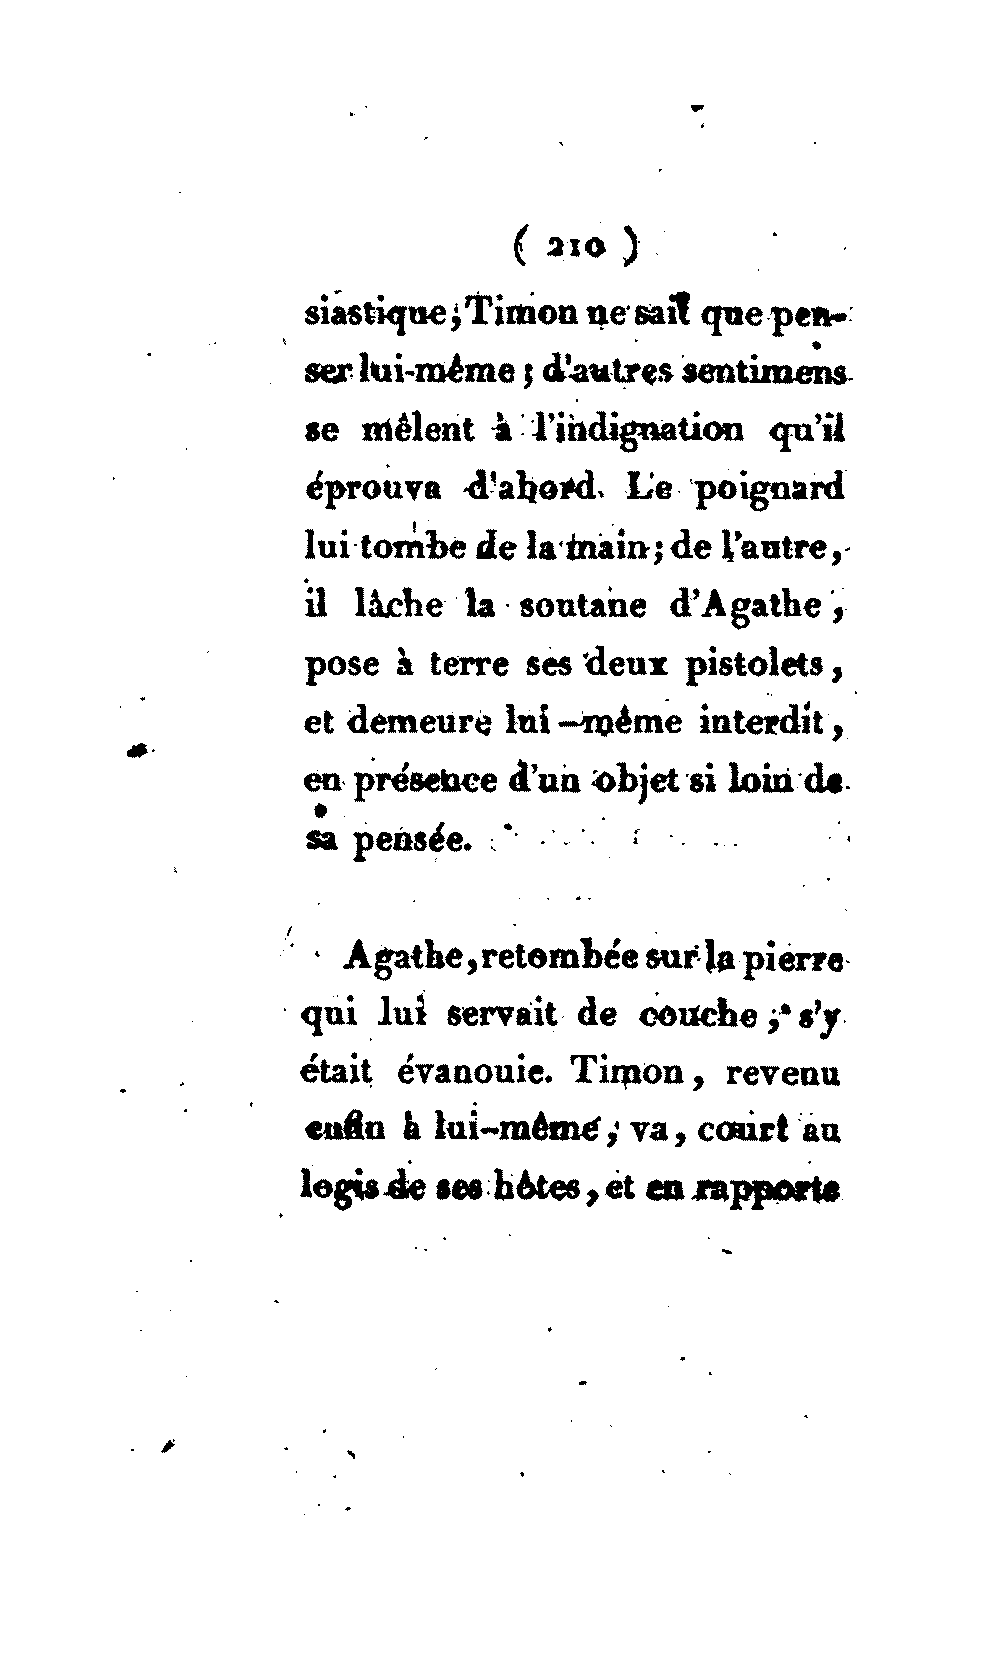 ( 210 )
siastique ; Timon ne sait que pen-
ser lui-même ; d'autres sentimens
se mêlent à l'indignation qu'il
éprouva d'abord. Le poignard
lui tombe de la main ; de l'autre,
il lâche la soutane d'Agathe ,
pose à terre ses deux pistolets ,
et demeure lui-même interdit ,
en présence d'un objet si loin de
sa pensée.
Agathe, retombée sur la pierre
qui lui servait de couche , s'y
était évanouie. Timon , revenu
enfin à lui-même , va , court au
logis de ses hôtes , et en rapporte